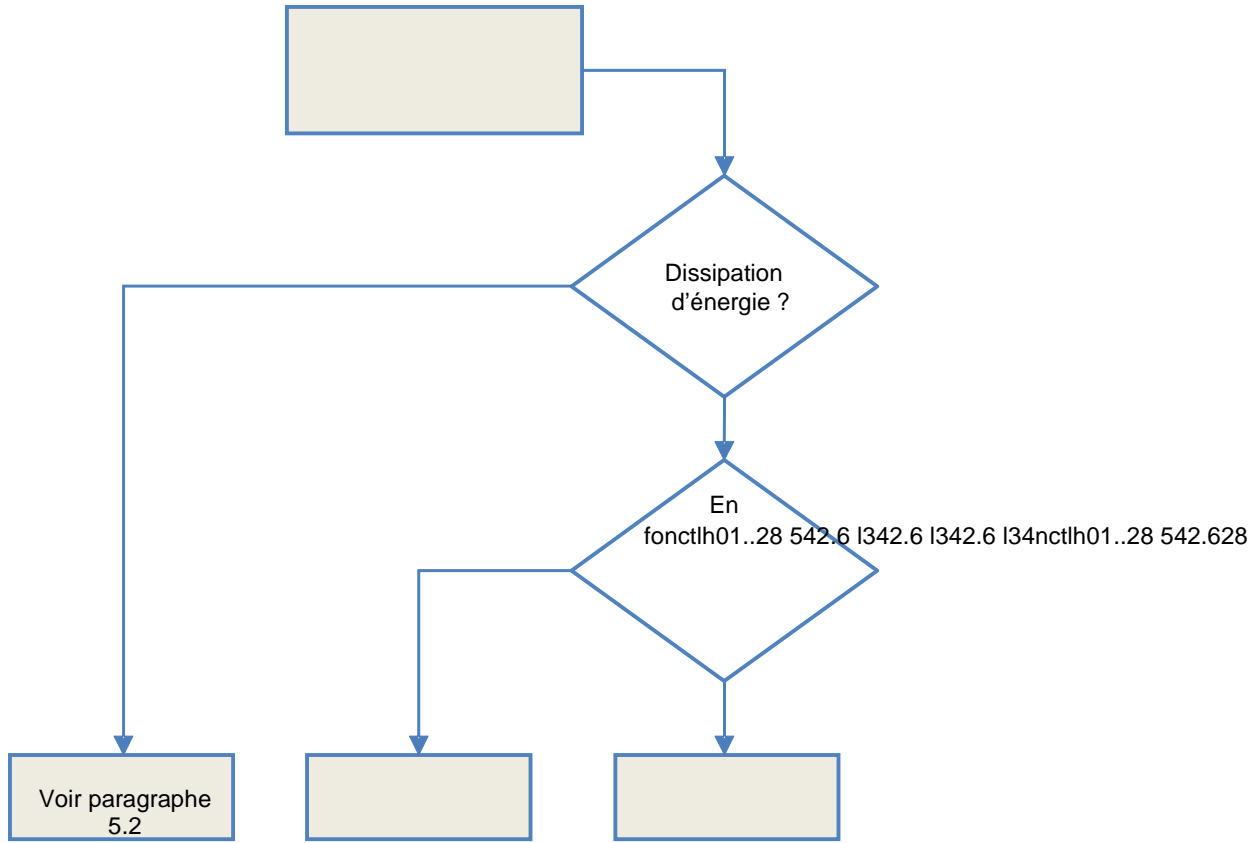 Dissipation
d’énergie ?
En
fonctlh01..28 542.6 l342.6 l342.6 l34nctlh01..28 542.628
Voir paragraphe
5.2